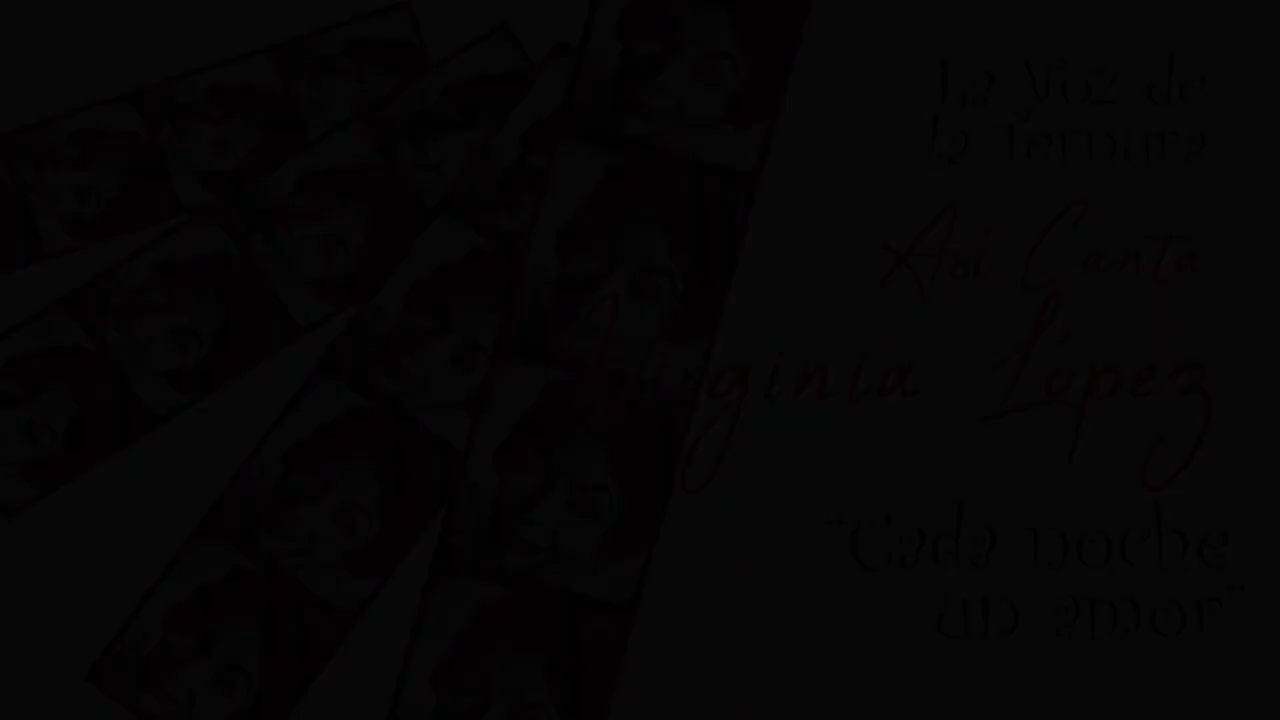 La Voz de
la Ternura
Así Canta
Virginia López
"Cada noche
un amor"